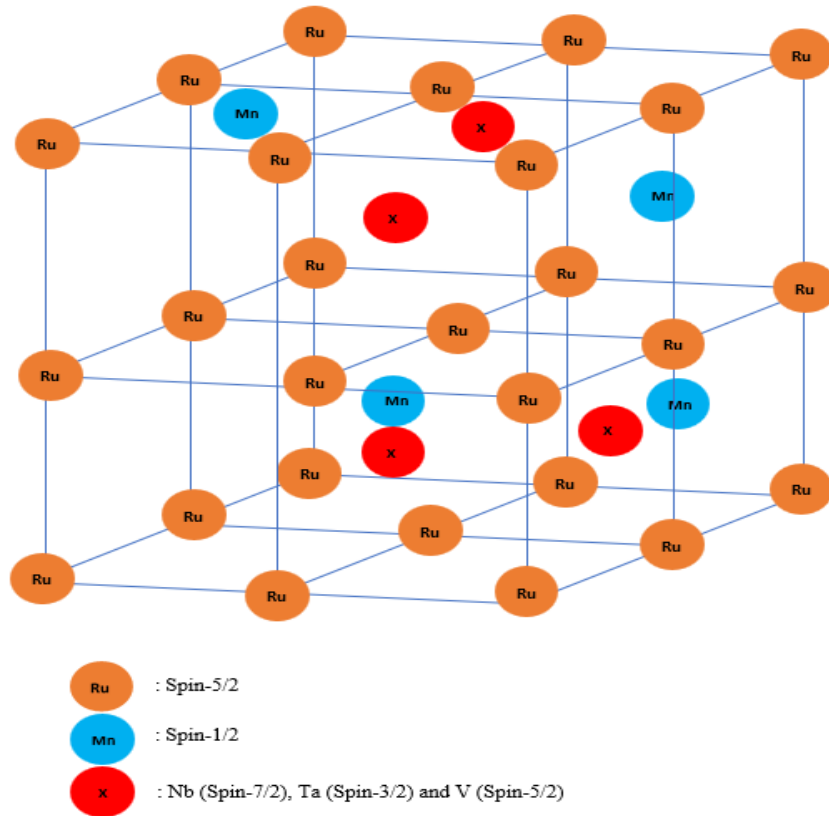 Ru Ru Ru
Ru Ru Ru
Mn X
Ru Ru Ru
Mn
X
Ru Ru Ru
Ru Ru Ru
Ru Ru Ru
Mn Mn
X
X
Ru Ru Ru
Ru Ru Ru
Ru Ru Ru
Ru : Spin-5/2
Mn : Spin-1/2
X : Nb (Spin-7/2), Ta (Spin-3/2) and V (Spin-5/2)